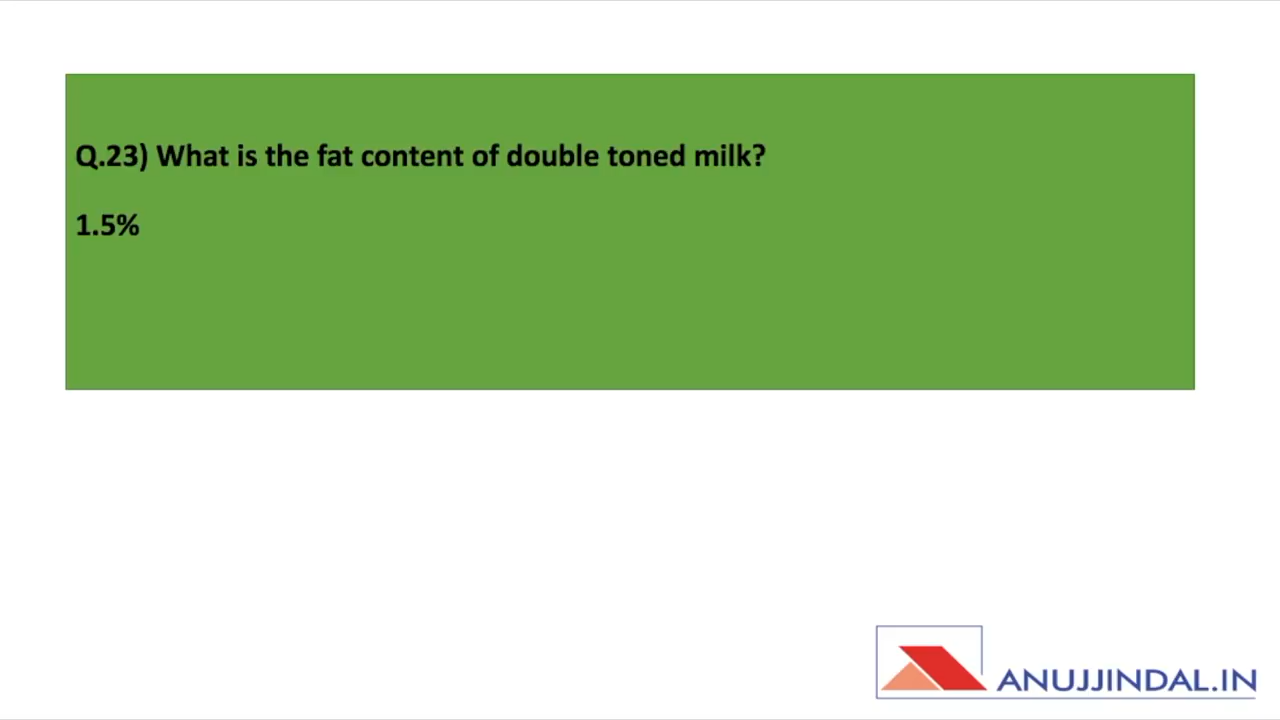 Q.23) What is the fat content of double toned milk?
1.5%
ANUJJINDAL.IN